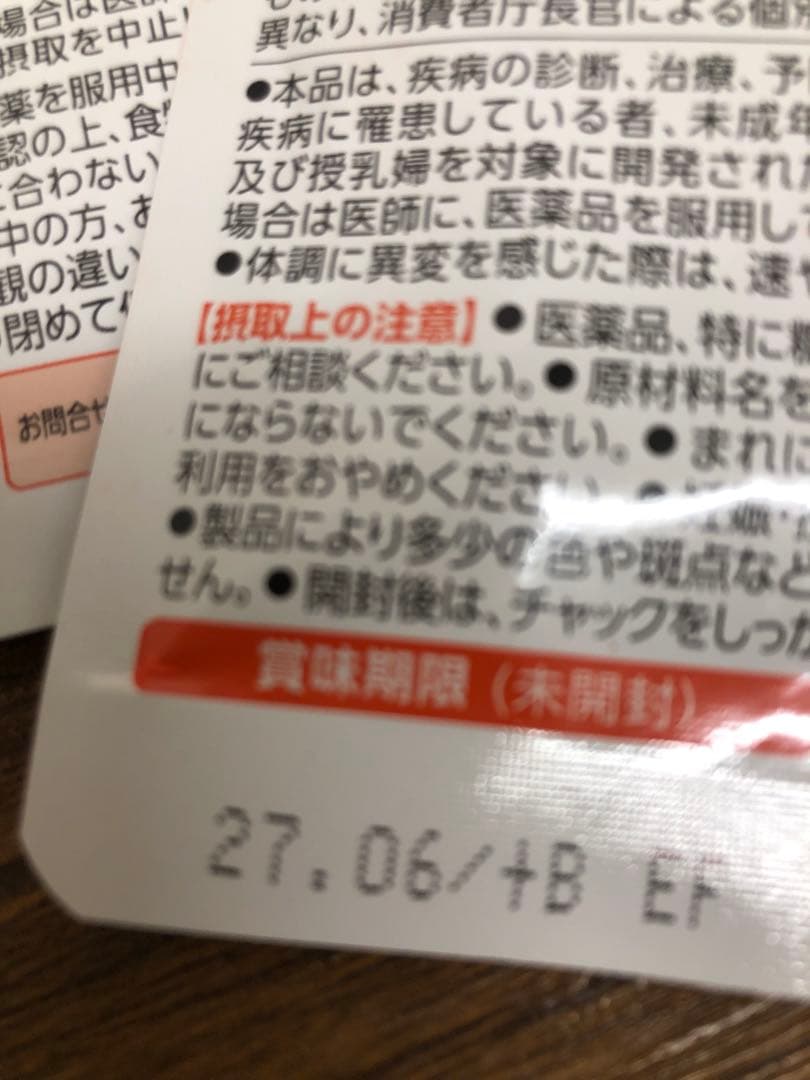 場合は医師
摂取を中止
薬を服用中
認の上、食
合わない
中の方、お
観の違い
閉めて
お問合せ
異なり、消費者庁長官による個別
●本品は、疾病の診断、治療、予
疾病に罹患している者、未成年
及び授乳婦を対象に開発された
場合は医師に、医薬品を服用し
●体調に異変を感じた際は、速や
【摂取上の注意】●医薬品、特に糖
にご相談ください。●原材料名を
にならないでください。●まれに
利用をおやめください。●妊娠・
●製品により多少の色や斑点など
せん。●開封後は、チャックをしっか
賞味期限(未開封)
27.06/+B EF